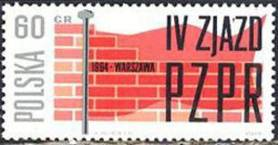 60 GR
POLSKA
IV ZJAZD
PZPR
1964 • WARSZAWA